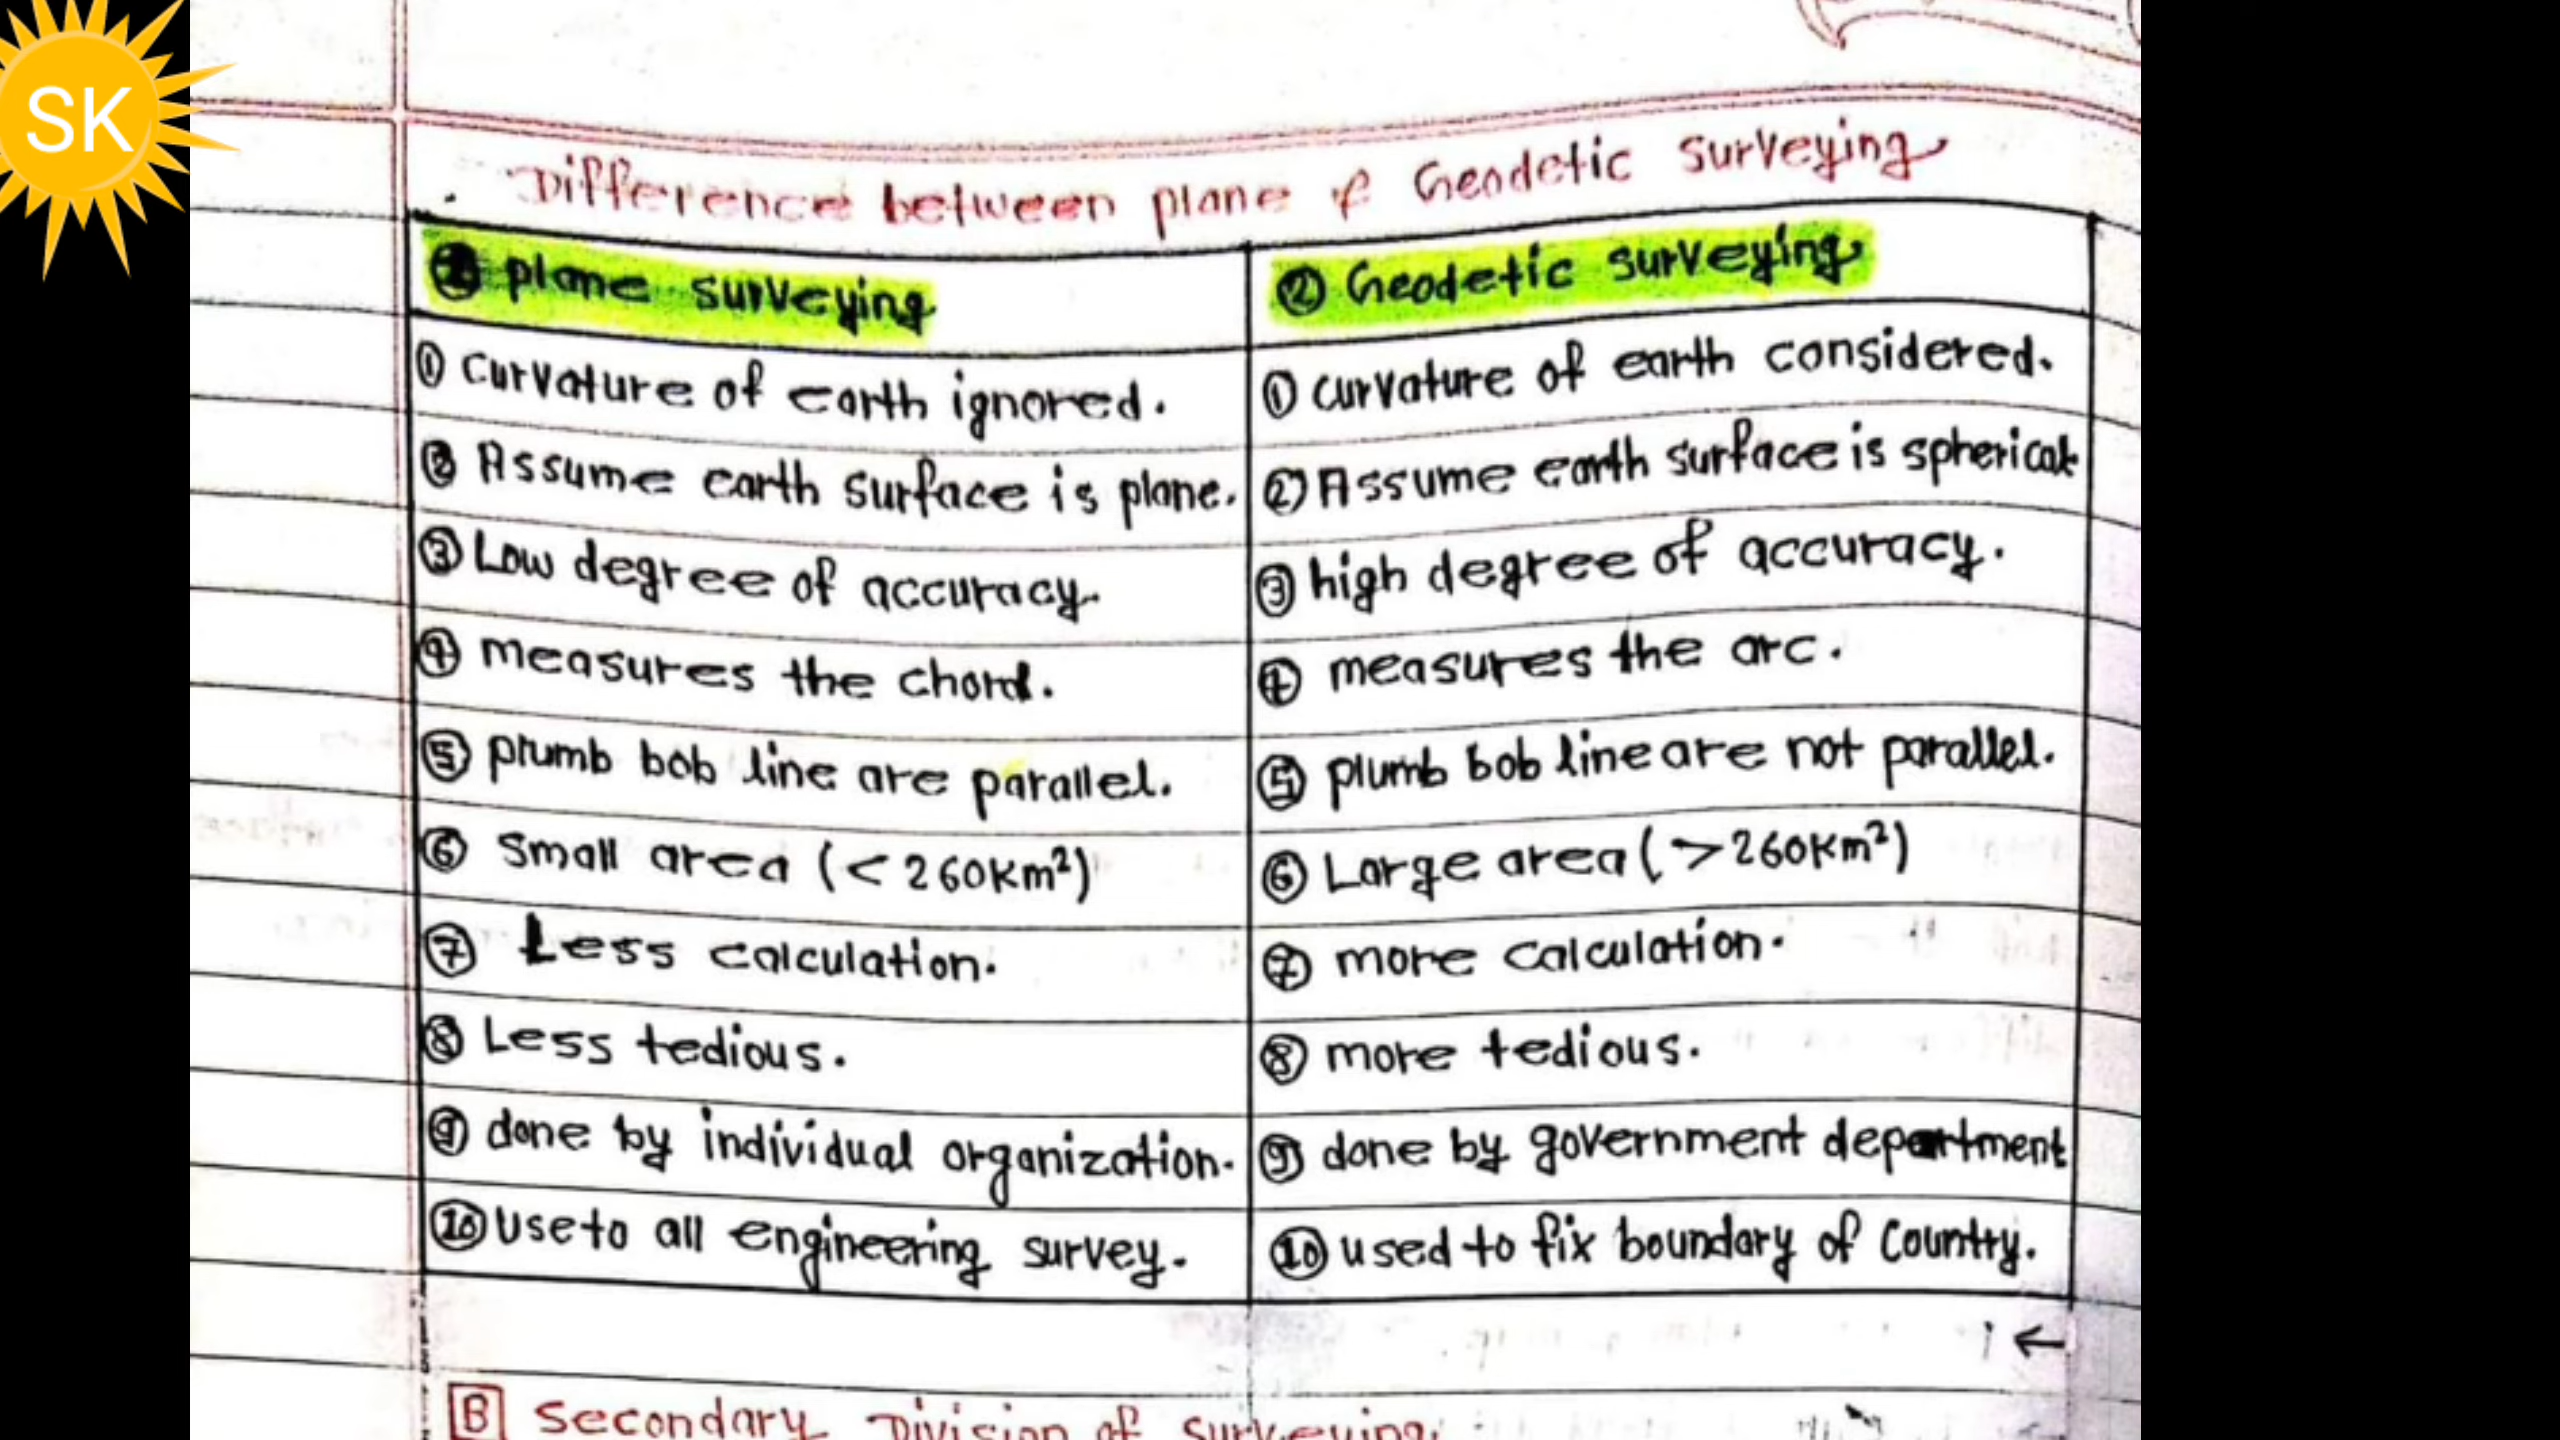 SK
Difference between plane & Geodetic surveying
① plane surveying
② Geodetic surveying
① Curvature of earth ignored.
① curvature of earth considered.
② Assume earth surface is plane.
② Assume earth surface is spherical
③ Low degree of accuracy.
③ high degree of accuracy.
④ measures the chord.
④ measures the arc.
⑤ plumb bob line are parallel.
⑤ plumb bob line are not parallel.
⑥ Small area (< 260km²)
⑥ Large area (> 260km²)
⑦ Less calculation.
⑦ more calculation.
⑧ Less tedious.
⑧ more tedious.
⑨ done by individual organization.
⑨ done by government department
⑩ Use to all engineering survey.
⑩ used to fix boundary of Country.
B Secondary Division of Surveying